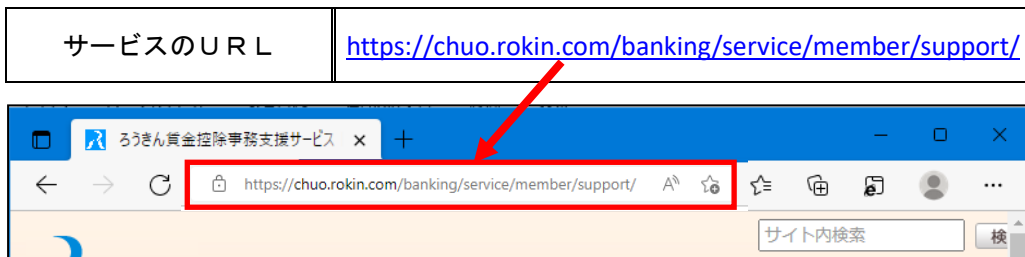 サービスのＵＲＬ
https://chuo.rokin.com/banking/service/member/support/
ろうきん賃金控除事務支援サービス
https://chuo.rokin.com/banking/service/member/support/
サイト内検索
検